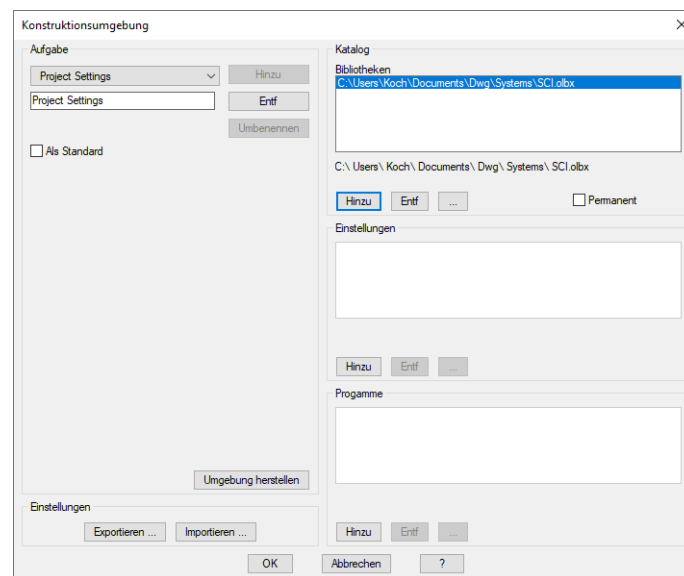 Konstruktionsumgebung
Aufgabe
Project Settings
Hinzu
Project Settings
Entf
Umbenennen
Als Standard
Umgebung herstellen
Einstellungen
Exportieren ...
Importieren ...
Katalog
Bibliotheken
C:\Users\Koch\Documents\Dwg\Systems\SCI.olbx
C:\ Users\ Koch\ Documents\ Dwg\ Systems\ SCI.olbx
Hinzu
Entf
...
Permanent
Einstellungen
Hinzu
Entf
...
Progamme
Hinzu
Entf
...
OK
Abbrechen
?